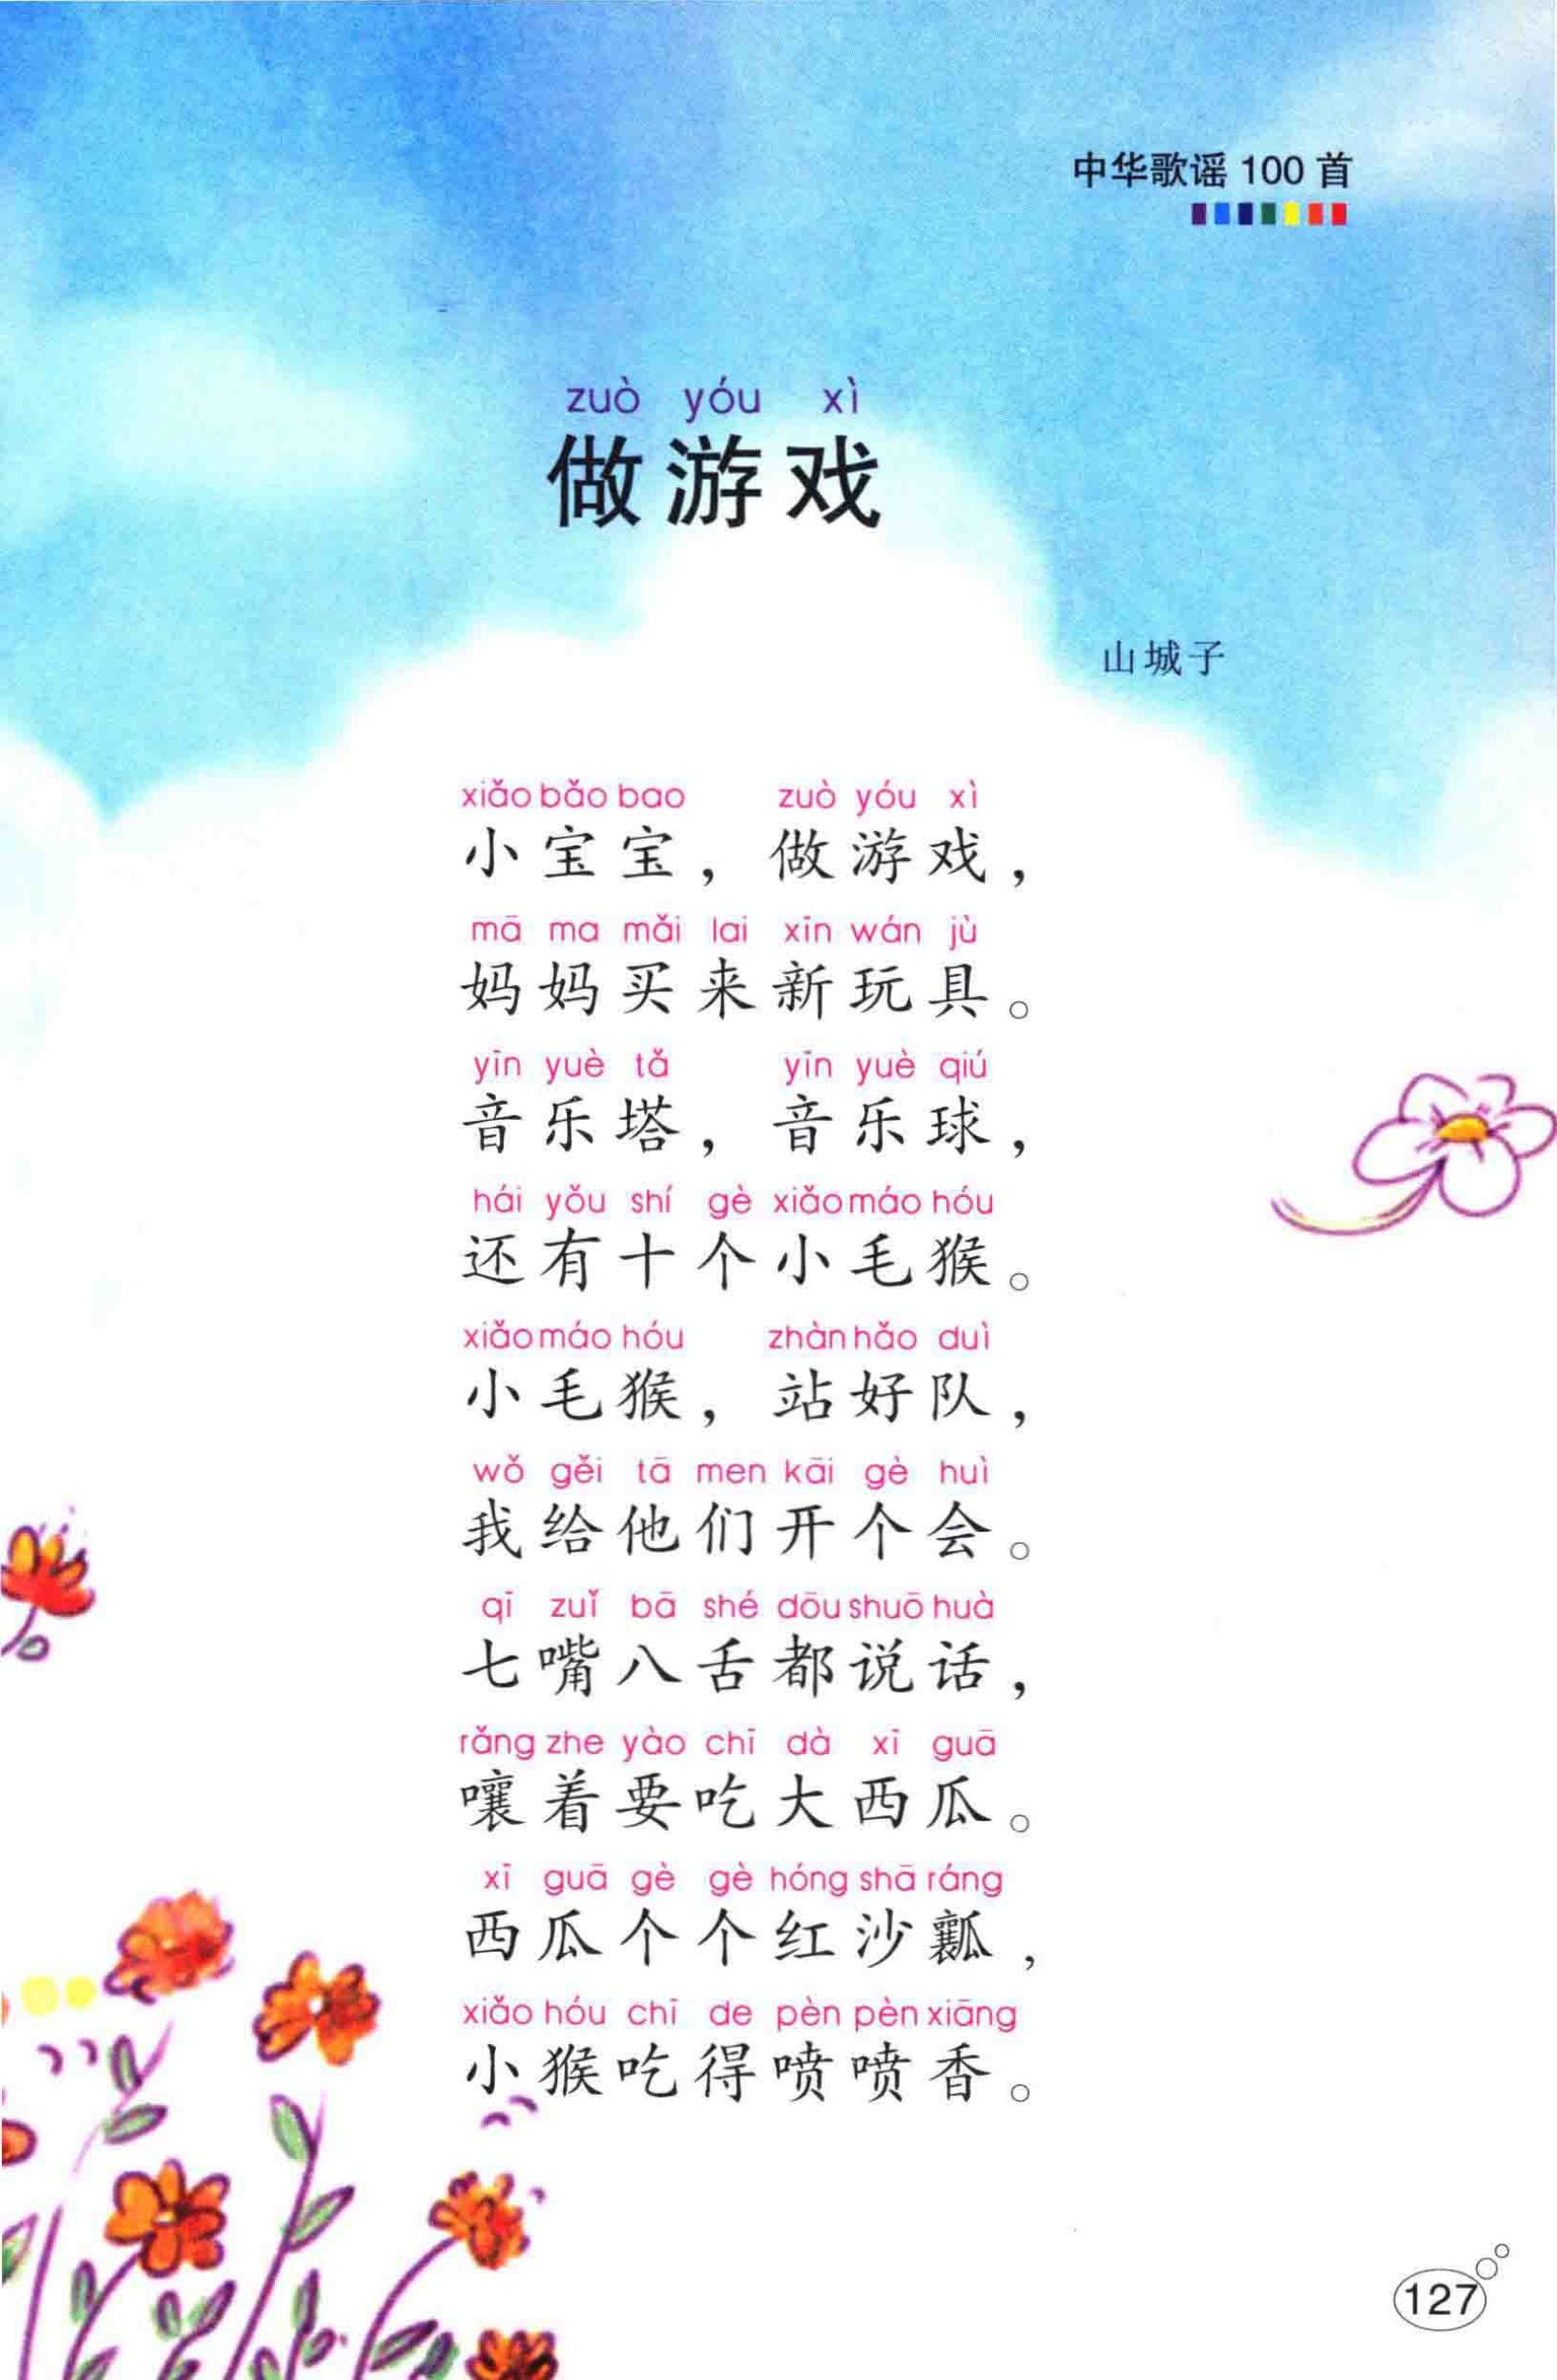 中华歌谣 100 首
zuò yóu xì
做游戏
山城子
xiǎo bǎo bao zuò yóu xì
小宝宝，做游戏，
mā ma mǎi lai xīn wán jù
妈妈买来新玩具。
yīn yuè tǎ yīn yuè qiú
音乐塔，音乐球，
hái yǒu shí gè xiǎo máo hóu
还有十个小毛猴。
xiǎo máo hóu zhàn hǎo duì
小毛猴，站好队，
wǒ gěi tā men kāi gè huì
我给他们开个会。
qī zuǐ bā shé dōu shuō huà
七嘴八舌都说话，
rǎng zhe yào chī dà xī guā
嚷着要吃大西瓜。
xī guā gè gè hóng shā ráng
西瓜个个红沙瓤，
xiǎo hóu chī de pèn pèn xiāng
小猴吃得喷喷香。
127